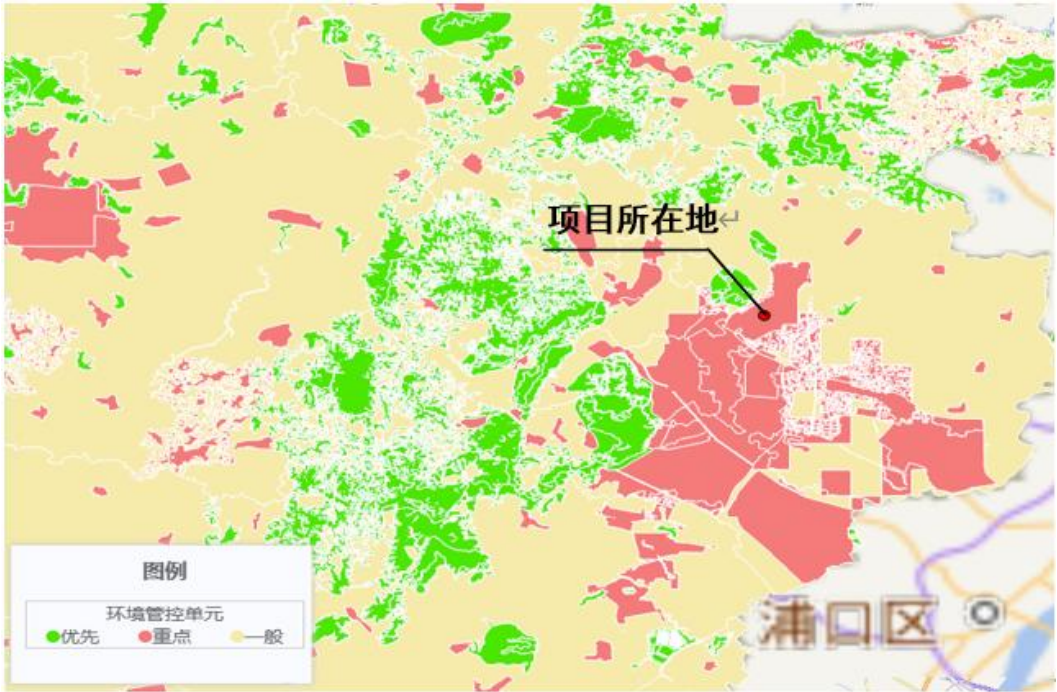 项目所在地↵
图例
环境管控单元
优先 重点 一般
浦口区